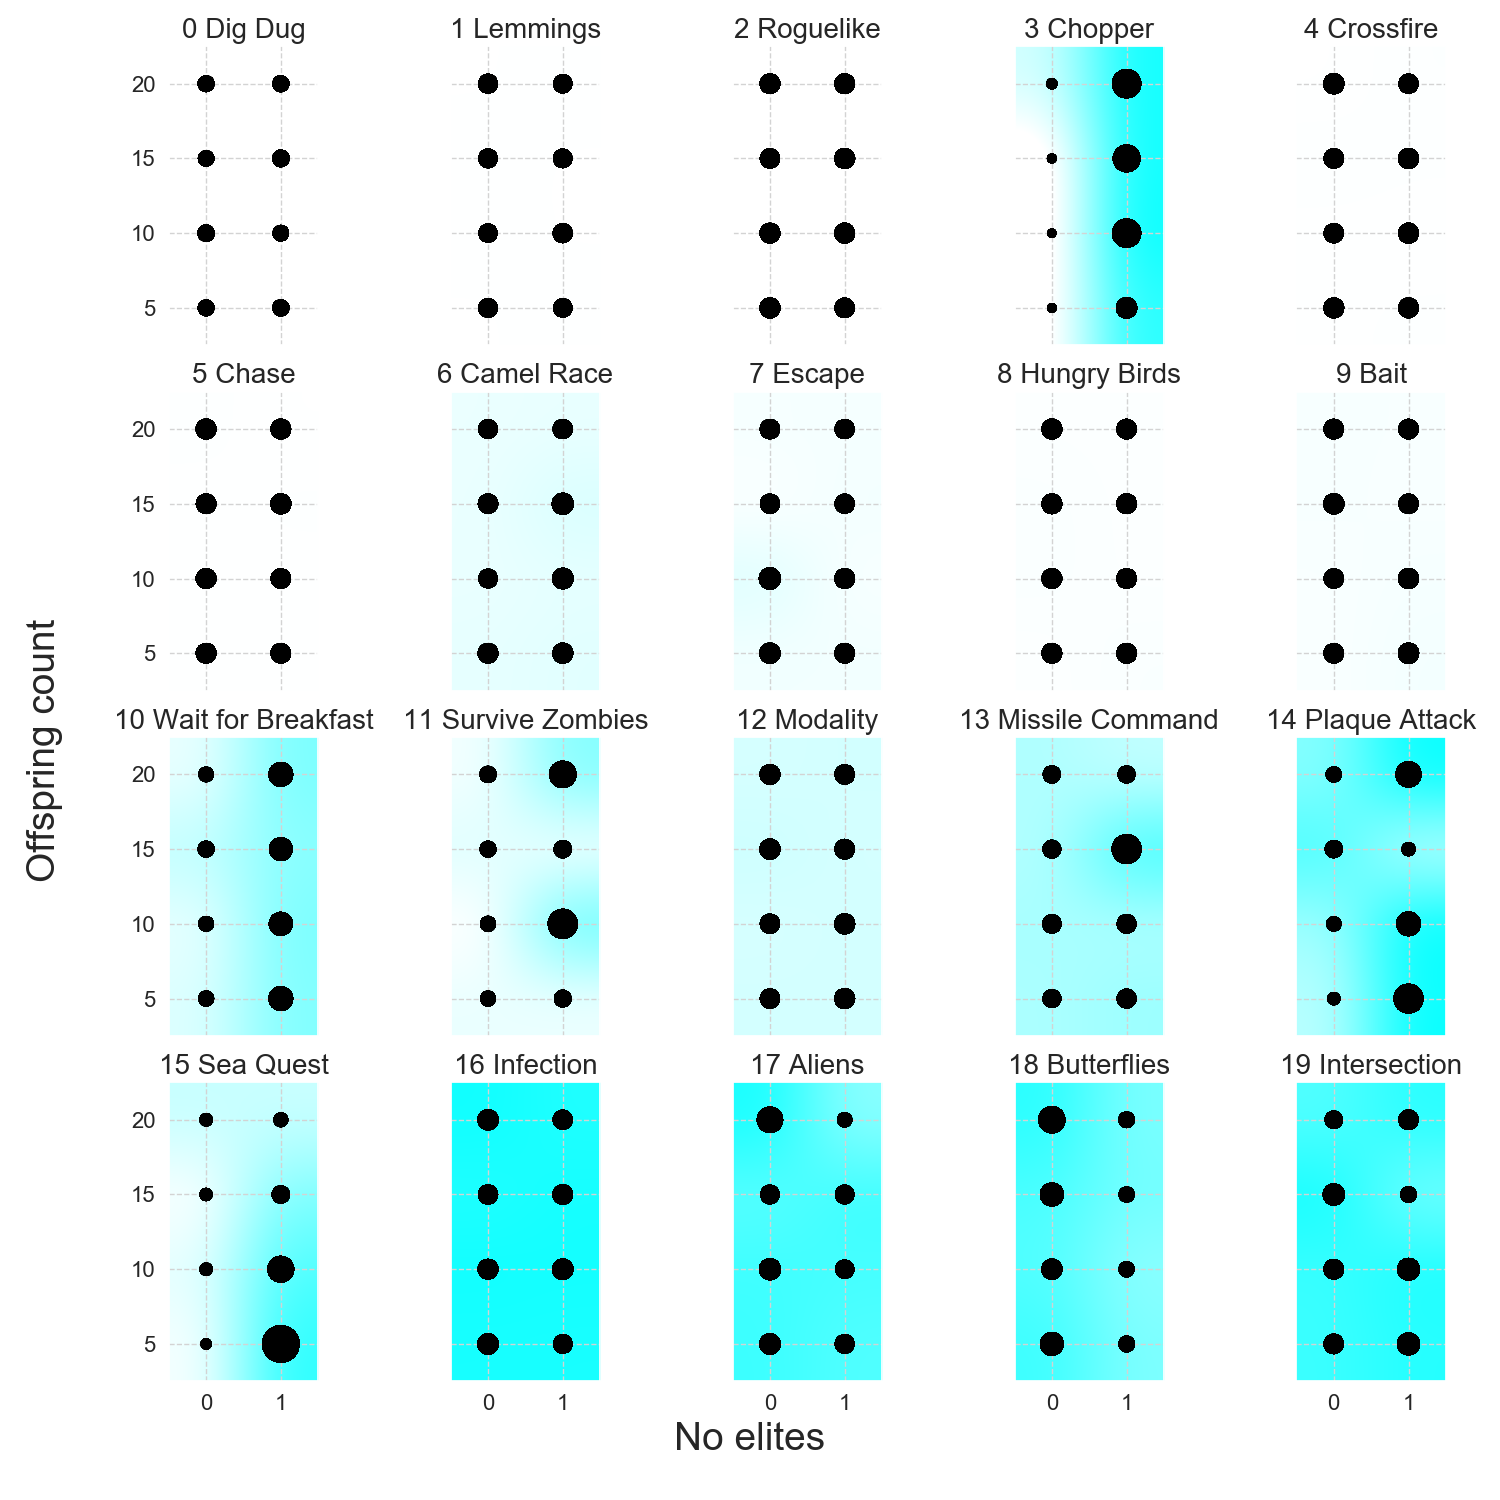 0 Dig Dug
1 Lemmings
2 Roguelike
3 Chopper
4 Crossfire
20
15
10
5
5 Chase
6 Camel Race
7 Escape
8 Hungry Birds
9 Bait
20
15
10
5
10 Wait for Breakfast
11 Survive Zombies
12 Modality
13 Missile Command
14 Plaque Attack
20
15
10
5
15 Sea Quest
16 Infection
17 Aliens
18 Butterflies
19 Intersection
20
15
10
5
0 1 0 1 0 1 0 1 0 1
No elites
Offspring count